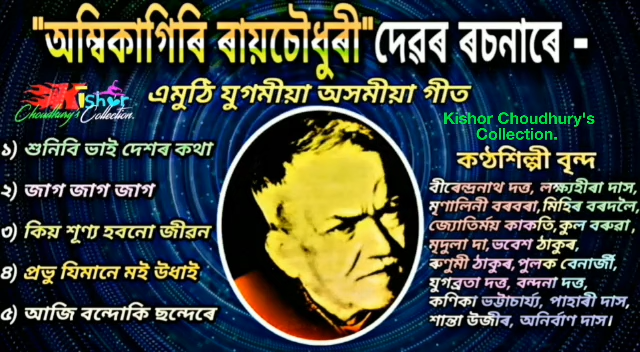 "অম্বিকাগিৰি ৰায়চৌধুৰী" দেৱৰ ৰচনাৰে -
এমুঠি যুগমীয়া অসমীয়া গীত
Kishor
Choudhury's Collection.
Kishor Choudhury's
Collection.
১) শুনিবি ভাই দেশৰ কথা
২) জাগ জাগ জাগ
৩) কিয় শূণ্য হবনো জীৱন
৪) প্ৰভু যিমানে মই উধাই
৫) আজি বন্দোকি ছন্দেৰে
কণ্ঠশিল্পী বৃন্দ
বীৰেন্দ্ৰনাথ দত্ত, লক্ষ্যহীৰা দাস,
মৃণালিনী বৰবৰা,মিহিৰ বৰদলৈ,
জ্যোতিৰ্ময় কাকতি,কুল বৰুৱা,
মৃদুলা দা,ভবেশ ঠাকুৰ,
ৰুণুমী ঠাকুৰ,পুলক বেনাৰ্জী,
যুগব্ৰতা দত্ত, বন্দনা দত্ত,
কণিকা ভট্টাচাৰ্য্য, পাহাৰী দাস,
শান্তা উজীৰ, অনিৰ্বাণ দাস।